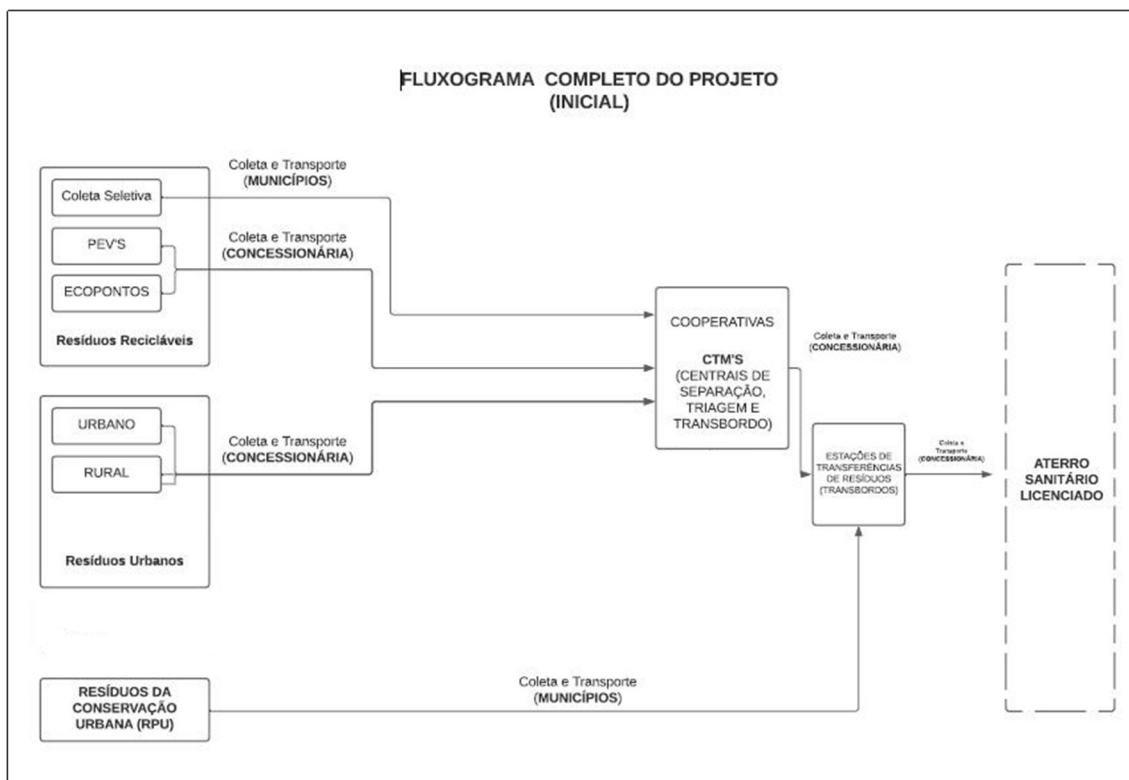 FLUXOGRAMA COMPLETO DO PROJETO
(INICIAL)
Coleta e Transporte
(MUNICÍPIOS)
Coleta Seletiva
PEV'S
ECOPONTOS
Resíduos Recicláveis
Coleta e Transporte
(CONCESSIONÁRIA)
URBANO
RURAL
Resíduos Urbanos
Coleta e Transporte
(CONCESSIONÁRIA)
COOPERATIVAS
CTM'S
(CENTRAIS DE
SEPARAÇÃO,
TRIAGEM E
TRANSBORDO)
Coleta e Transporte
(CONCESSIONÁRIA)
ESTAÇÕES DE
TRANSFERÊNCIAS
DE RESÍDUOS
(TRANSBORDOS)
Coleta e
Transporte
(CONCESSIONÁRIA)
ATERRO
SANITÁRIO
LICENCIADO
RESÍDUOS DA
CONSERVAÇÃO
URBANA (RPU)
Coleta e Transporte
(MUNICÍPIOS)